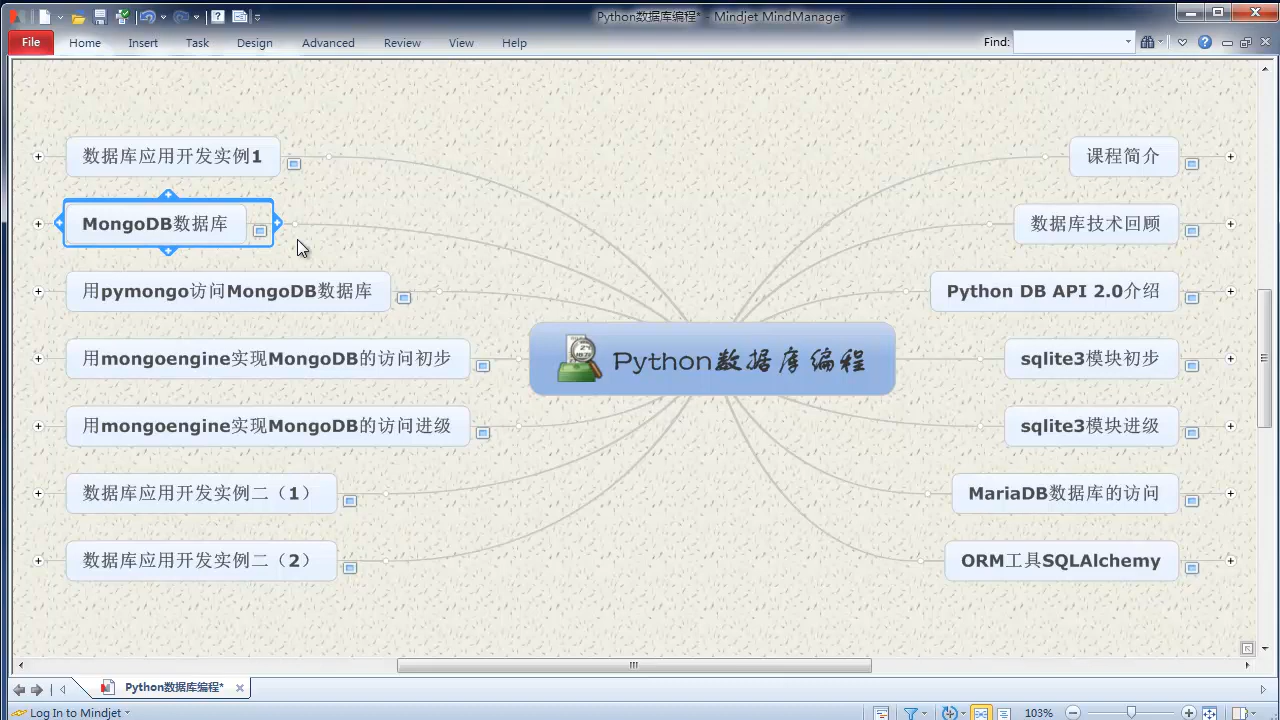 Python数据库编程* - Mindjet MindManager
File Home Insert Task Design Advanced Review View Help Find:
数据库应用开发实例1
MongoDB数据库
用pymongo访问MongoDB数据库
用mongoengine实现MongoDB的访问初步
用mongoengine实现MongoDB的访问进级
数据库应用开发实例二（1）
数据库应用开发实例二（2）
Python数据库编程
课程简介
数据库技术回顾
Python DB API 2.0介绍
sqlite3模块初步
sqlite3模块进级
MariaDB数据库的访问
ORM工具SQLAlchemy
Python数据库编程*
Log In to Mindjet 103%